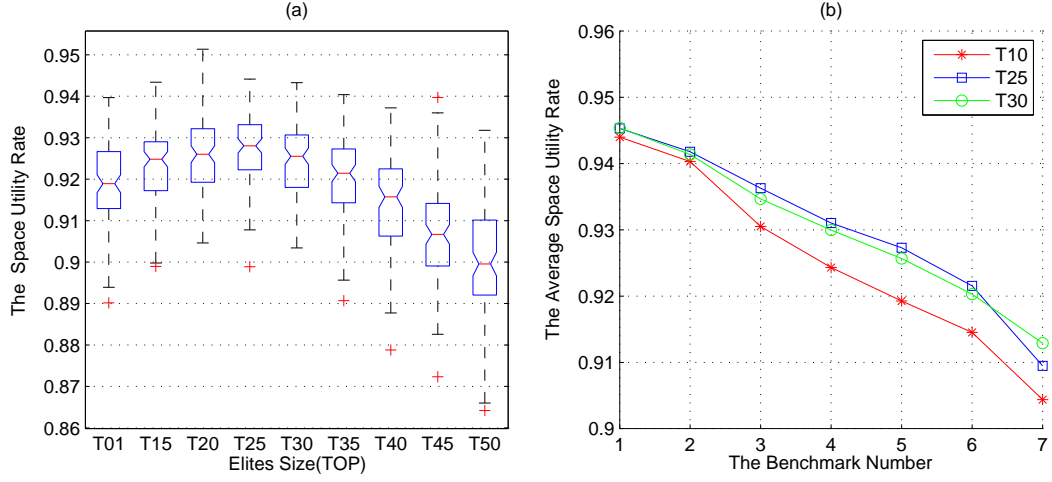 (a)
The Space Utility Rate
0.95
0.94
0.93
0.92
0.91
0.9
0.89
0.88
0.87
0.86
T01 T15 T20 T25 T30 T35 T40 T45 T50
Elites Size(TOP)
(b)
The Average Space Utility Rate
0.96
0.95
0.94
0.93
0.92
0.91
0.9
1 2 3 4 5 6 7
The Benchmark Number
T10
T25
T30